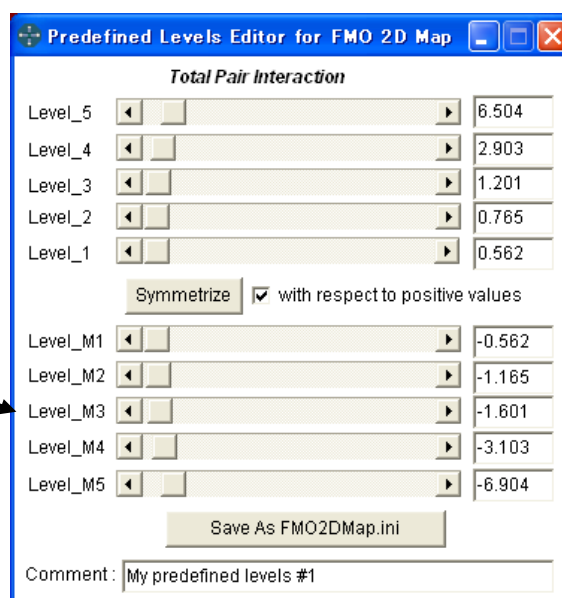 Predefined Levels Editor for FMO 2D Map
Total Pair Interaction
Level_5 6.504
Level_4 2.903
Level_3 1.201
Level_2 0.765
Level_1 0.562
Symmetrize with respect to positive values
Level_M1 -0.562
Level_M2 -1.165
Level_M3 -1.601
Level_M4 -3.103
Level_M5 -6.904
Save As FMO2DMap.ini
Comment : My predefined levels #1